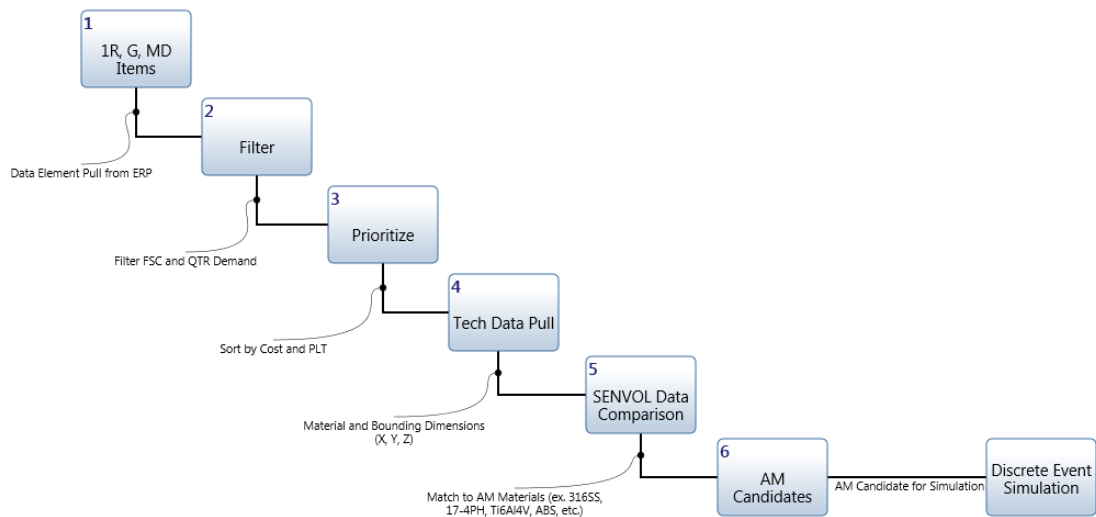 1
1R, G, MD
Items
Data Element Pull from ERP
2
Filter
Filter FSC and QTR Demand
3
Prioritize
Sort by Cost and PLT
4
Tech Data Pull
Material and Bounding Dimensions
(X, Y, Z)
5
SENVOL Data
Comparison
Match to AM Materials (ex. 316SS,
17-4PH, Ti6Al4V, ABS, etc.)
6
AM
Candidates
AM Candidate for Simulation
Discrete Event
Simulation